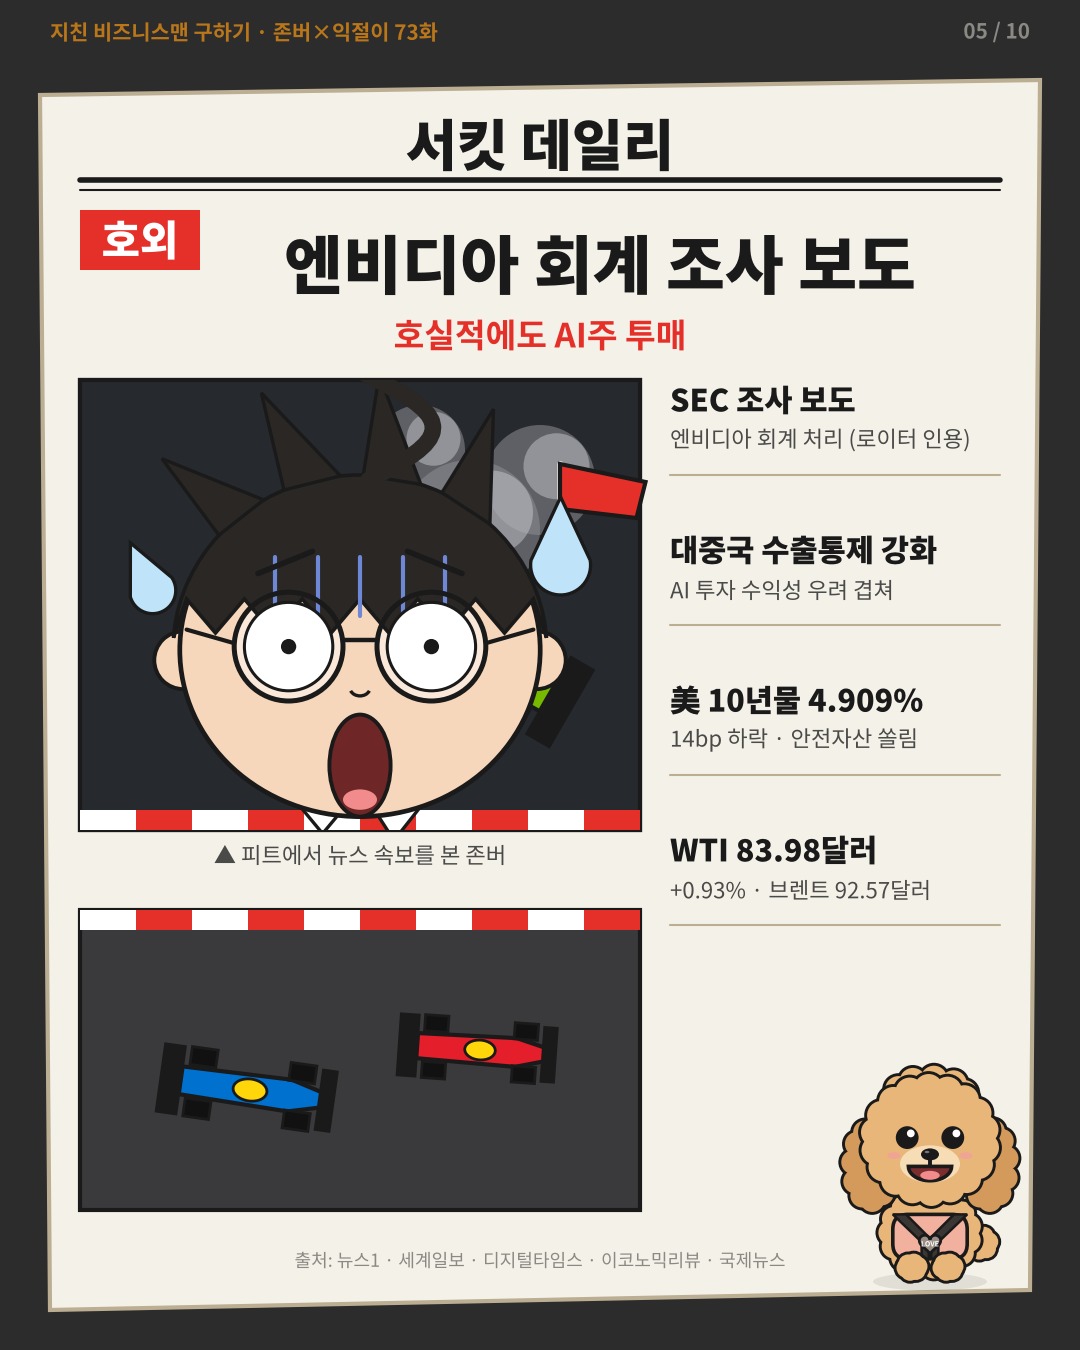 지친 비즈니스맨 구하기 · 존버×익절이 73화
05 / 10
서킷 데일리
호외
엔비디아 회계 조사 보도
호실적에도 AI주 투매
SEC 조사 보도
엔비디아 회계 처리 (로이터 인용)
대중국 수출통제 강화
AI 투자 수익성 우려 겹쳐
美 10년물 4.909%
14bp 하락 · 안전자산 쏠림
WTI 83.98달러
+0.93% · 브렌트 92.57달러
▲ 피트에서 뉴스 속보를 본 존버
LOVE
출처: 뉴스1 · 세계일보 · 디지털타임스 · 이코노믹리뷰 · 국제뉴스